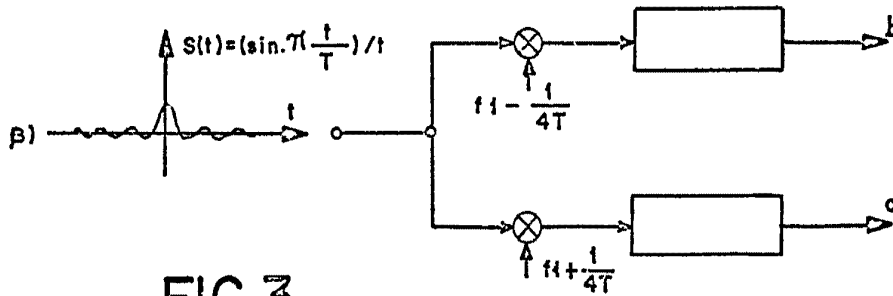 S(t)=(sin.π t/T)/t
β)
t
f1 - 1/4T
f1 + 1/4T
FIG.3